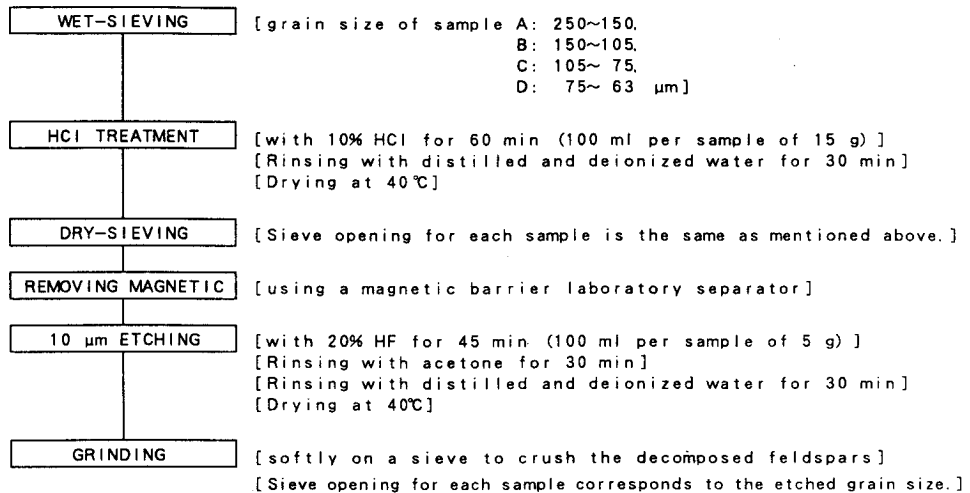 WET-SIEVING [grain size of sample A: 250~150,
B: 150~105,
C: 105~ 75,
D: 75~ 63 μm]
HCl TREATMENT [with 10% HCl for 60 min (100 ml per sample of 15 g) ]
[Rinsing with distilled and deionized water for 30 min]
[Drying at 40℃]
DRY-SIEVING [Sieve opening for each sample is the same as mentioned above.]
REMOVING MAGNETIC [using a magnetic barrier laboratory separator]
10 μm ETCHING [with 20% HF for 45 min (100 ml per sample of 5 g) ]
[Rinsing with acetone for 30 min]
[Rinsing with distilled and deionized water for 30 min]
[Drying at 40℃]
GRINDING [softly on a sieve to crush the decomposed feldspars]
[Sieve opening for each sample corresponds to the etched grain size.]